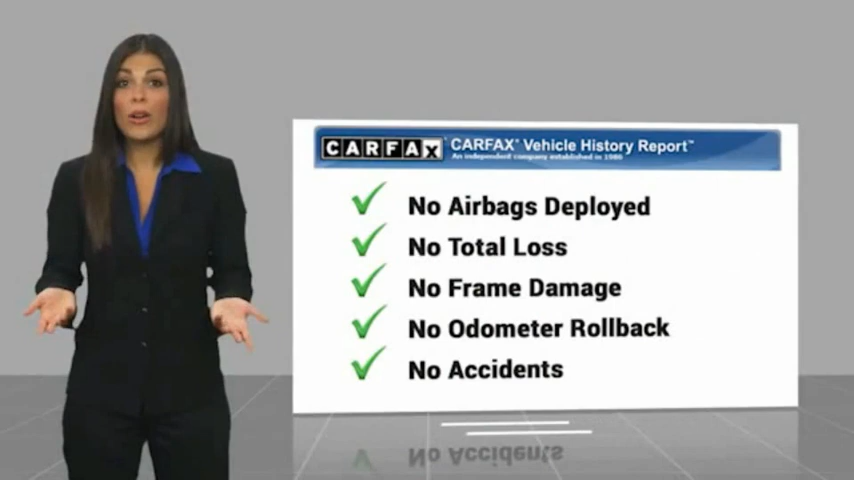 CARFAX CARFAX® Vehicle History Report™
An independent company established in 1986
No Airbags Deployed
No Total Loss
No Frame Damage
No Odometer Rollback
No Accidents
No Accidents